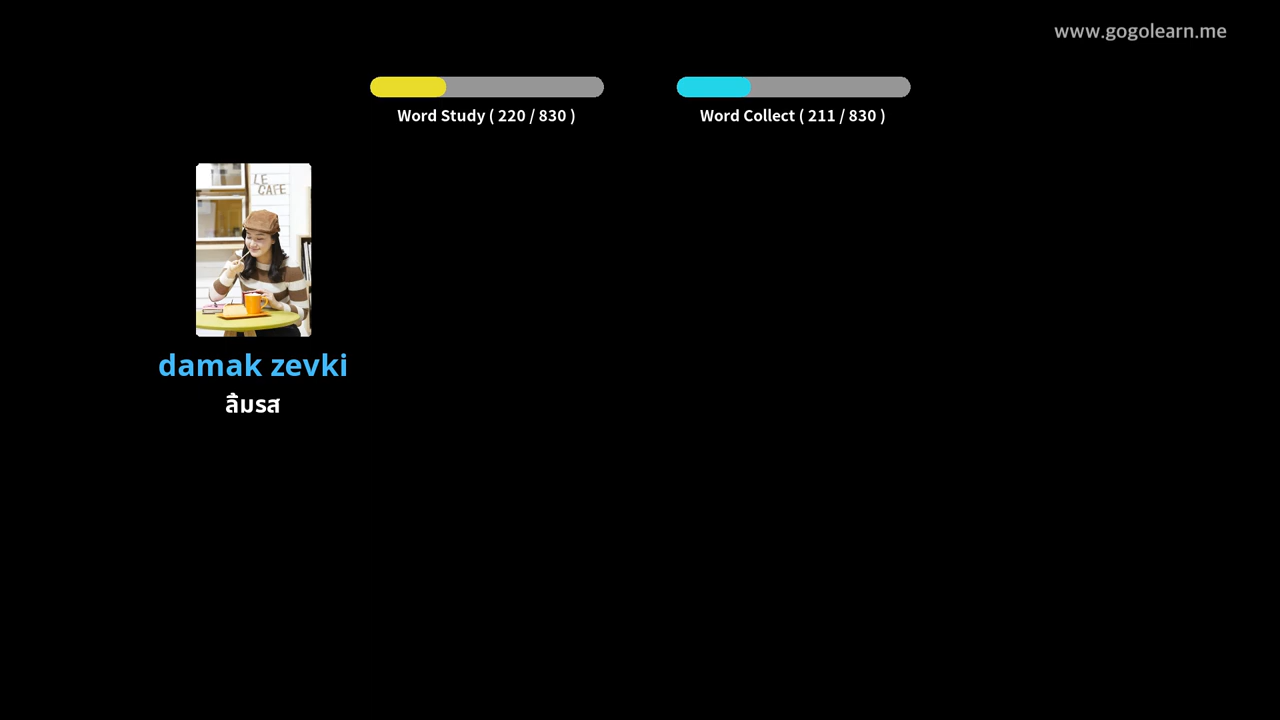 www.gogolearn.me
Word Study ( 220 / 830 )
Word Collect ( 211 / 830 )
LE
CAFE
damak zevki
ลิ้มรส